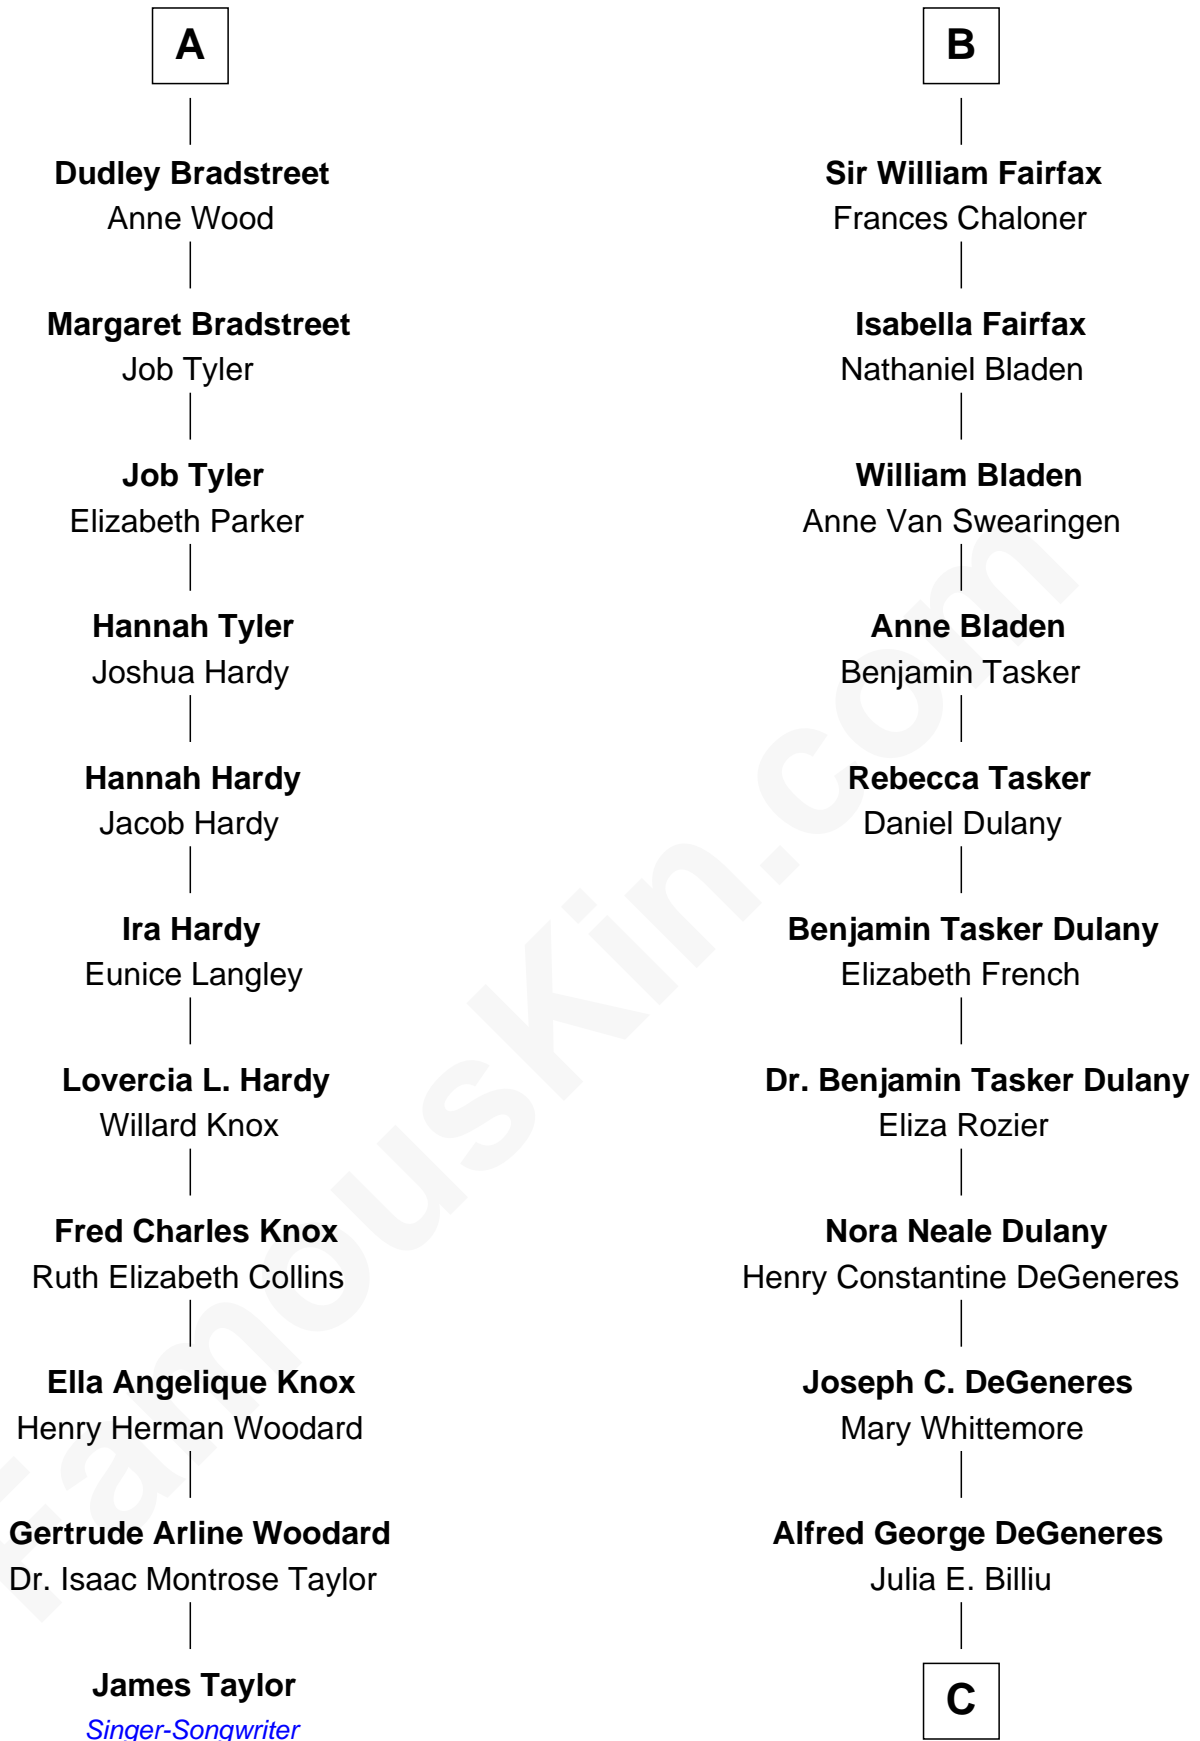 A
Dudley Bradstreet
Anne Wood
Margaret Bradstreet
Job Tyler
Job Tyler
Elizabeth Parker
Hannah Tyler
Joshua Hardy
Hannah Hardy
Jacob Hardy
Ira Hardy
Eunice Langley
Lovercia L. Hardy
Willard Knox
Fred Charles Knox
Ruth Elizabeth Collins
Ella Angelique Knox
Henry Herman Woodard
Gertrude Arline Woodard
Dr. Isaac Montrose Taylor
James Taylor
Singer-Songwriter
B
Sir William Fairfax
Frances Chaloner
Isabella Fairfax
Nathaniel Bladen
William Bladen
Anne Van Swearingen
Anne Bladen
Benjamin Tasker
Rebecca Tasker
Daniel Dulany
Benjamin Tasker Dulany
Elizabeth French
Dr. Benjamin Tasker Dulany
Eliza Rozier
Nora Neale Dulany
Henry Constantine DeGeneres
Joseph C. DeGeneres
Mary Whittemore
Alfred George DeGeneres
Julia E. Billiu
C
FamousKin.com